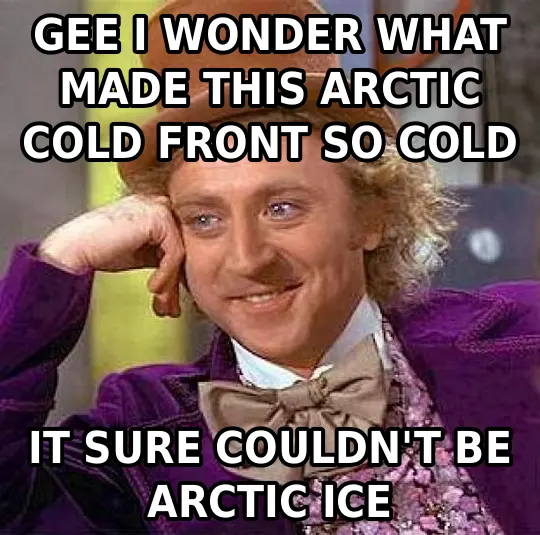 GEE I WONDER WHAT
MADE THIS ARCTIC
COLD FRONT SO COLD
IT SURE COULDN'T BE
ARCTIC ICE